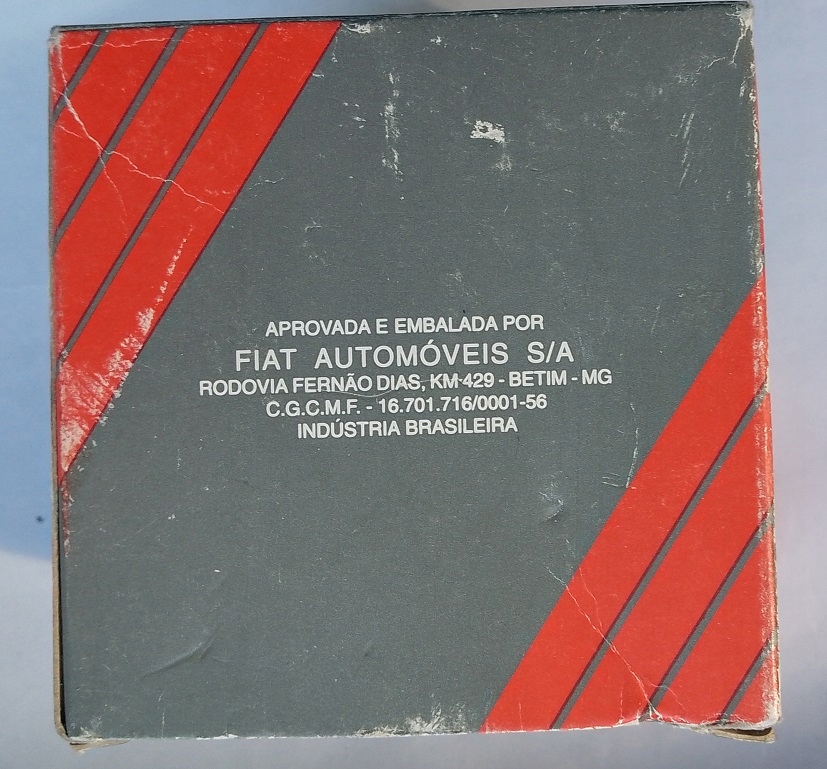 APROVADA E EMBALADA POR
FIAT AUTOMÓVEIS S/A
RODOVIA FERNÃO DIAS, KM-429 - BETIM - MG
C.G.C.M.F. - 16.701.716/0001-56
INDÚSTRIA BRASILEIRA